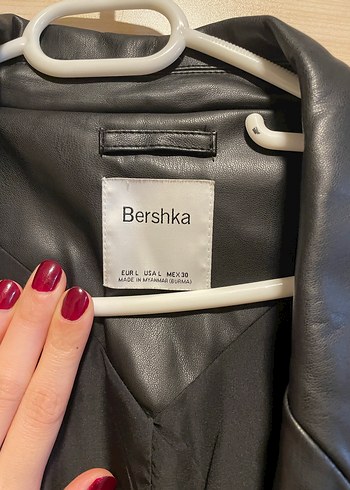 Bershka
EUR L USA L MEX 30
MADE IN MYANMAR (BURMA)